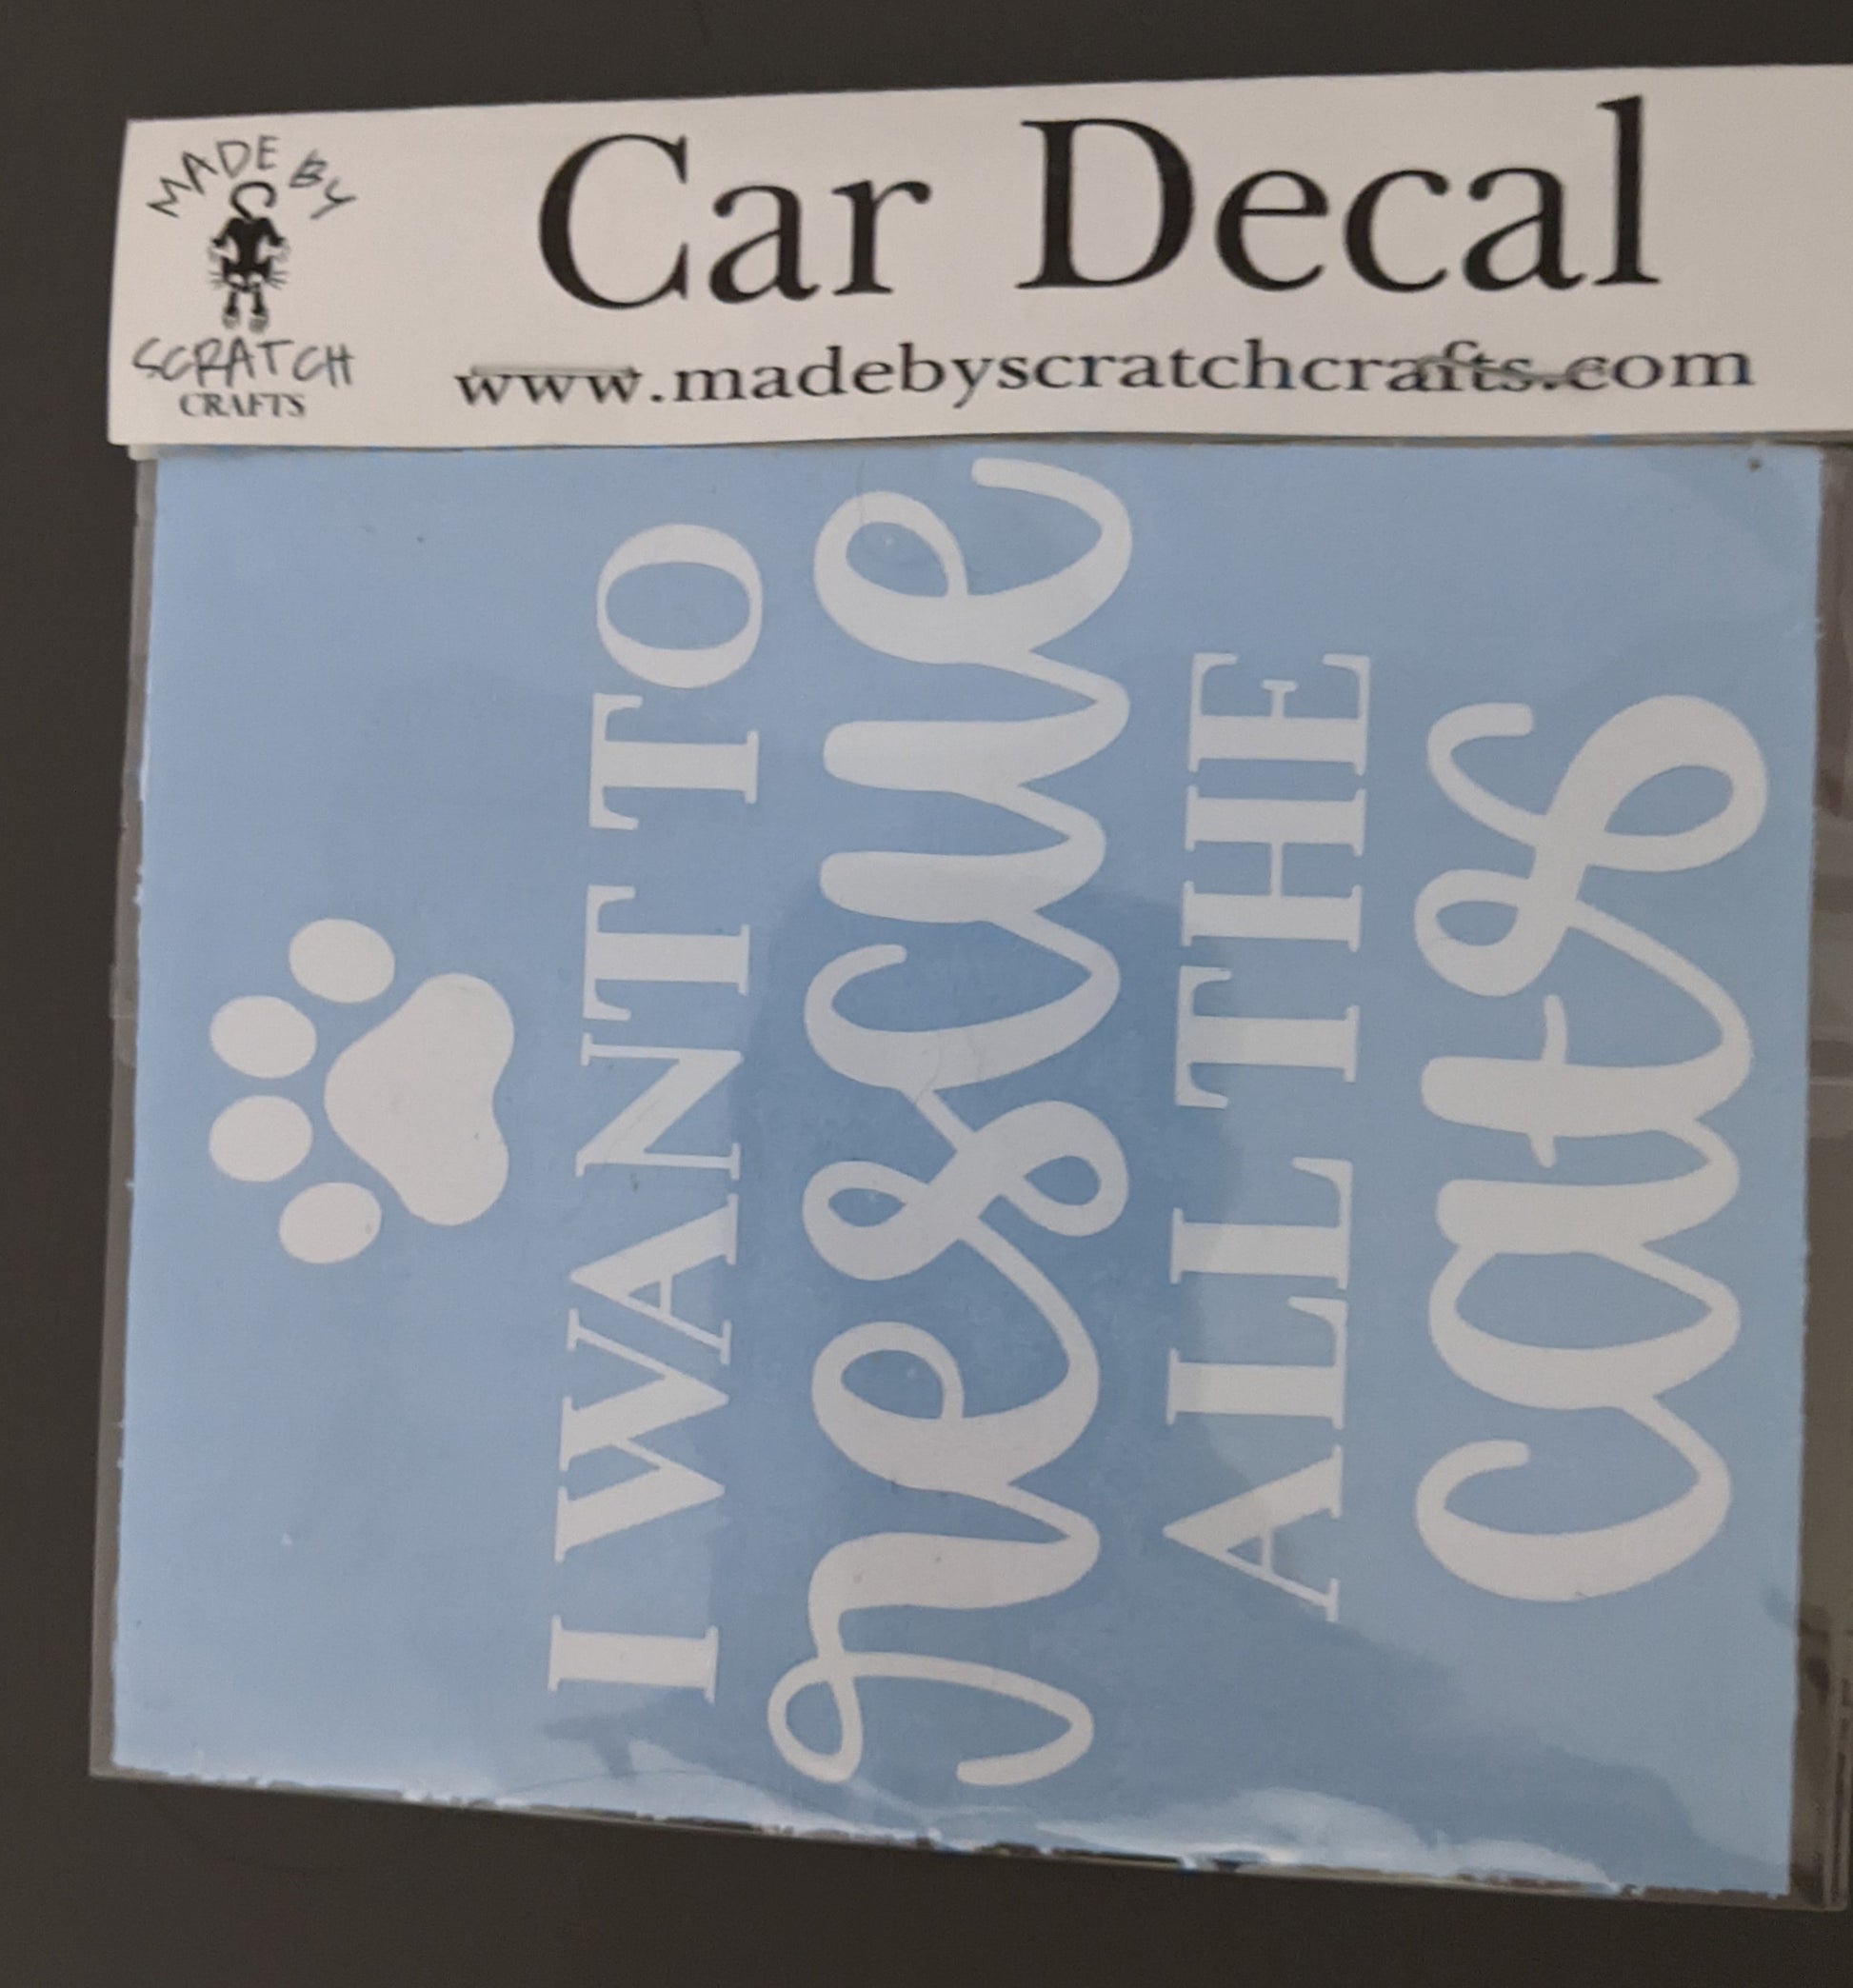 MADE BY
SCRATCH
CRAFTS
Car Decal
www.madebyscratchcrafts.com
I WANT TO
rescue
ALL THE
cats